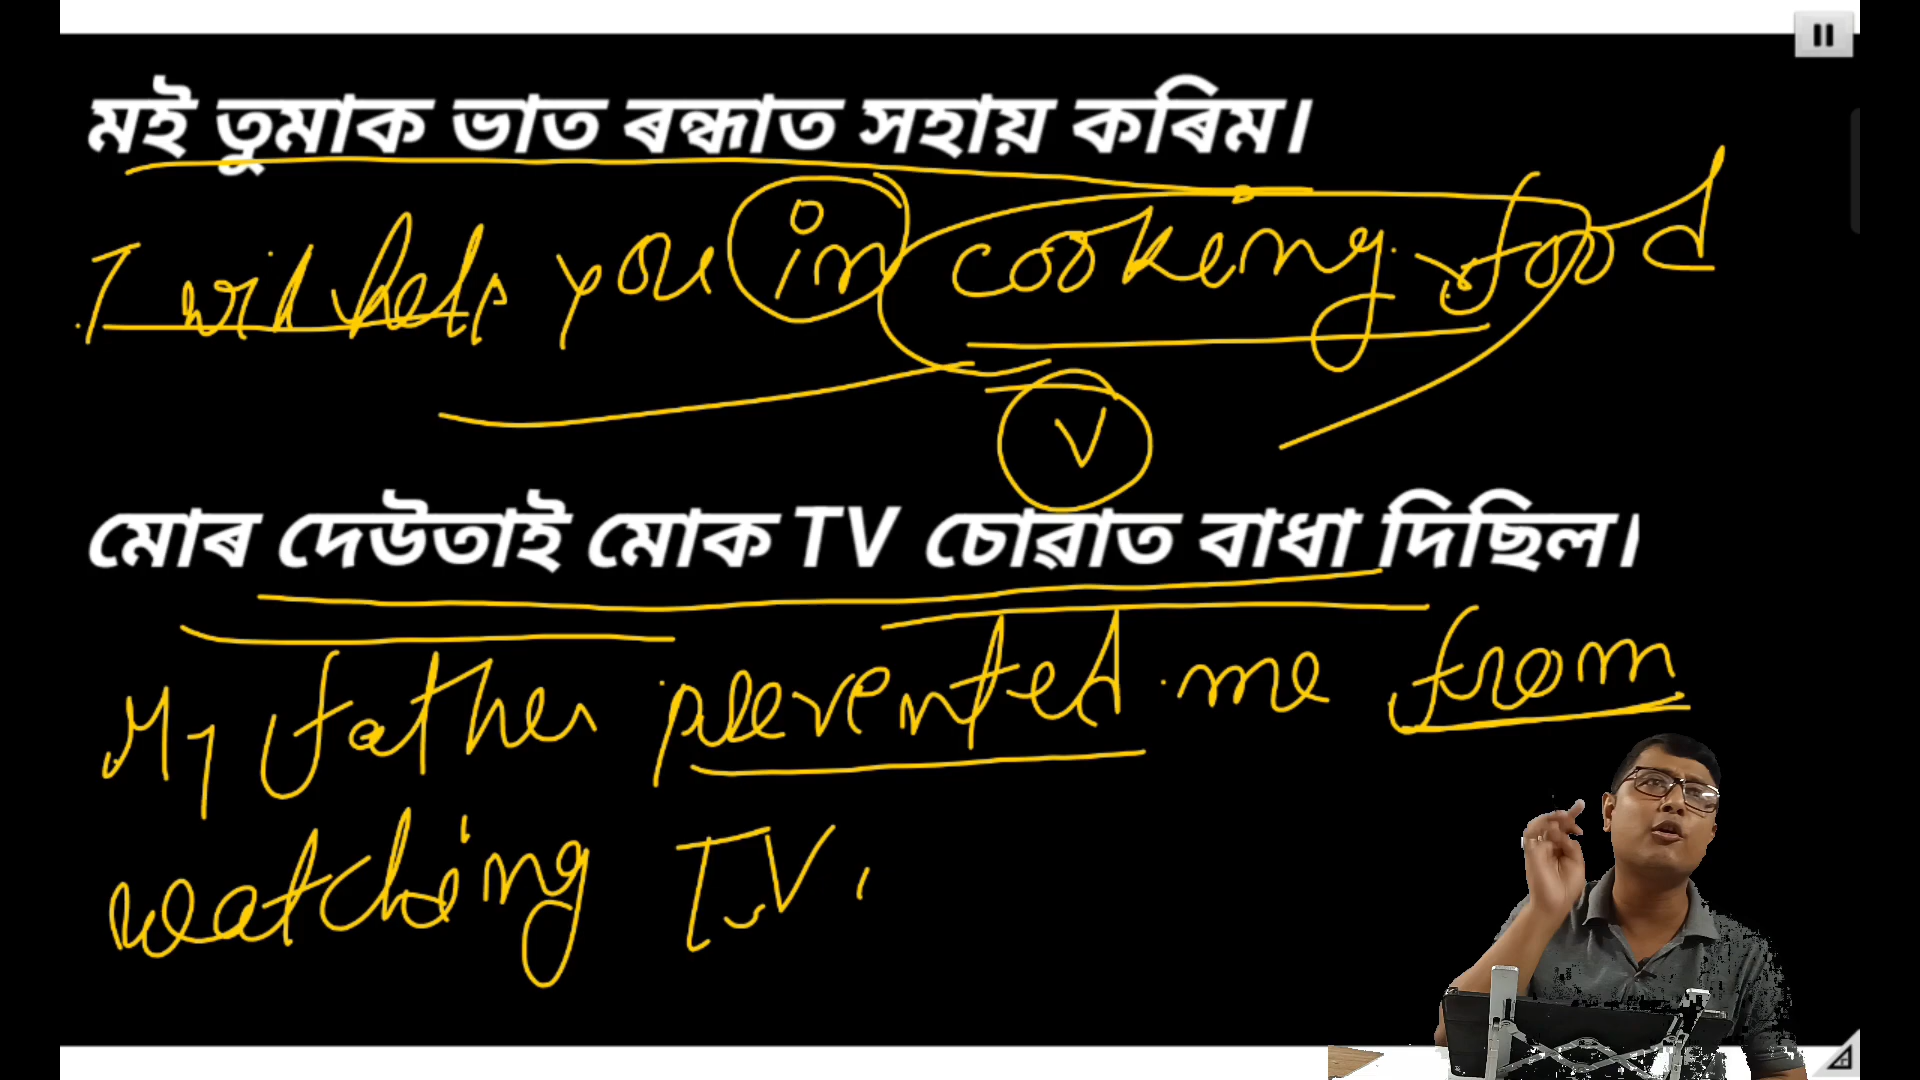 মই তুমাক ভাত ৰন্ধাত সহায় কৰিম।
I will help you in cooking food
V
মোৰ দেউতাই মোক TV চোৱাত বাধা দিছিল।
My father prevented me from
watching T.V.